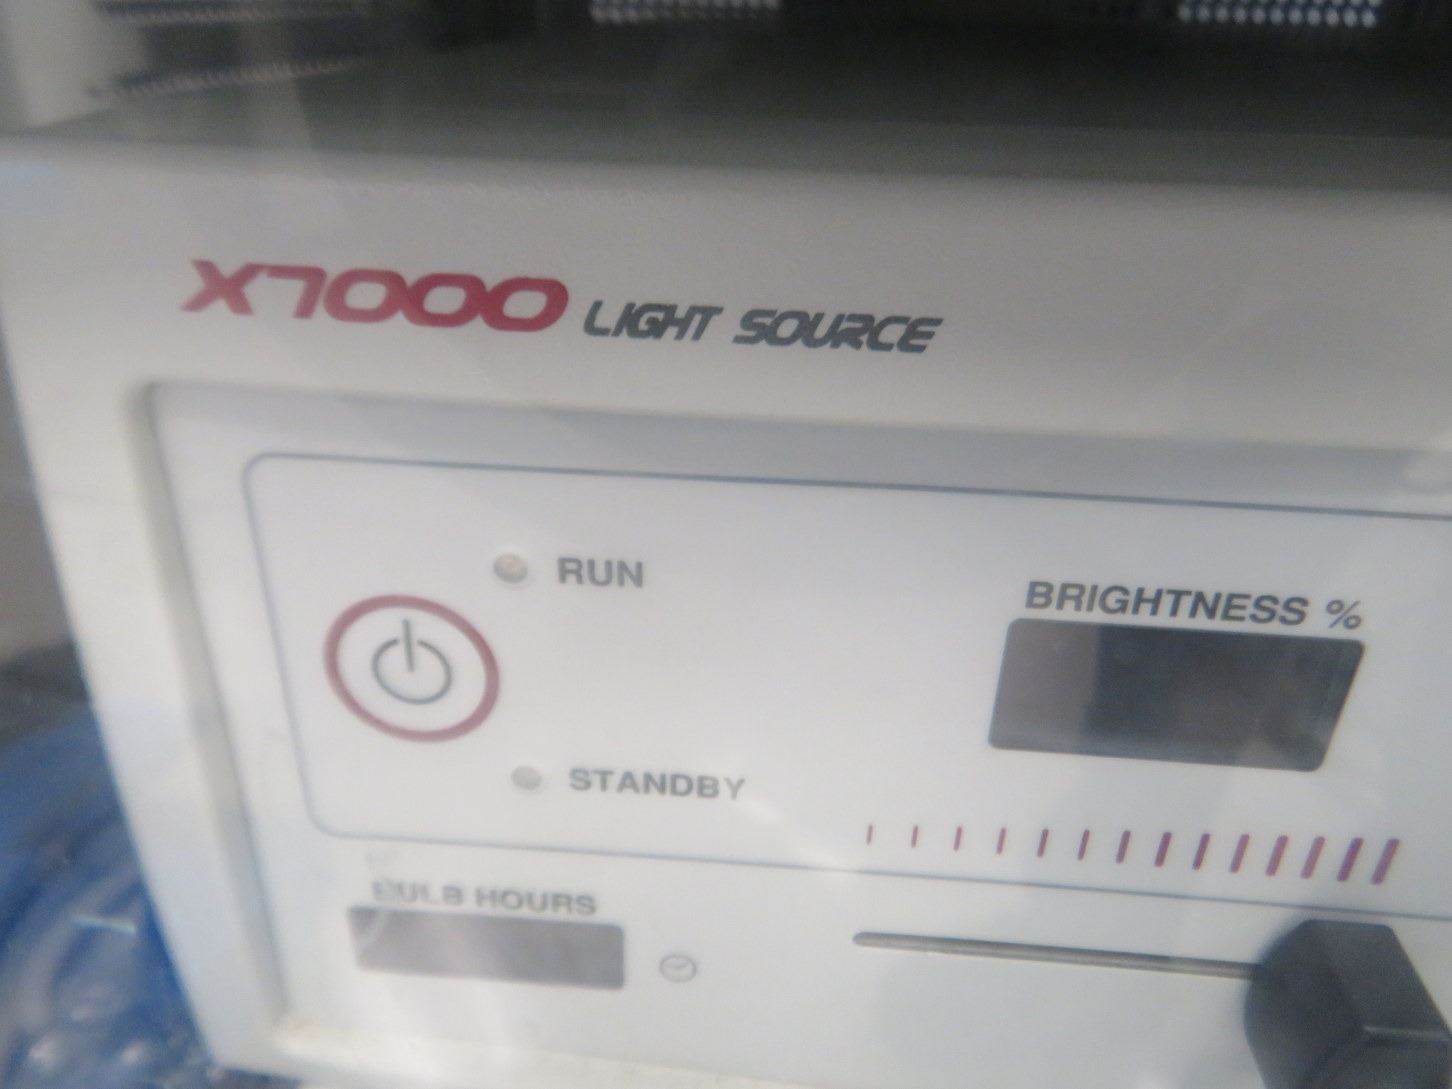 X7000 LIGHT SOURCE
RUN
BRIGHTNESS %
STANDBY
BULB HOURS